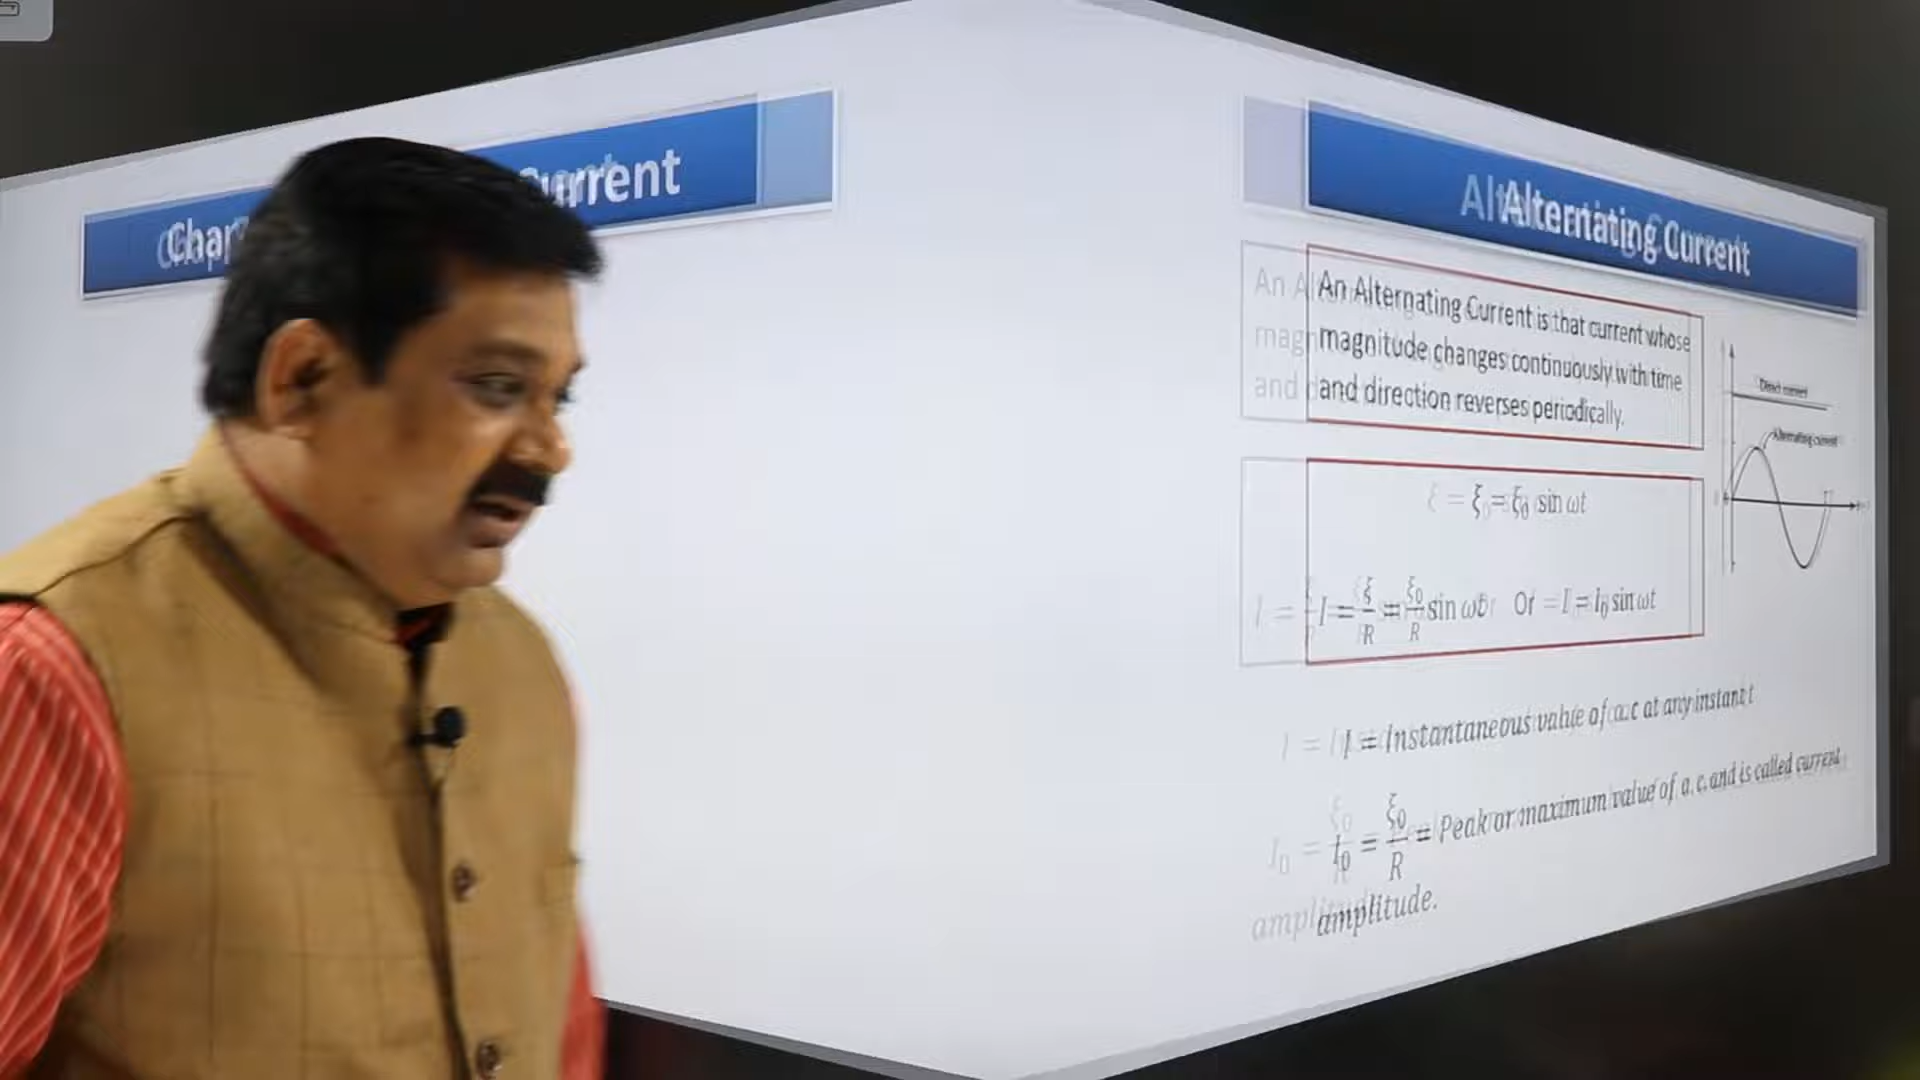 Current
Alternating Current
An Alternating Current is that current whose
magnitude changes continuously with time
and direction reverses periodically.
Direct current
Alternating current
ξ = ξ₀ sin ωt
I = ξ/R = ξ₀/R sin ωt Or I = I₀ sin ωt
I = Instantaneous value of a.c at any instant t
I₀ = ξ₀/R = Peak or maximum value of a.c. and is called current
amplitude.